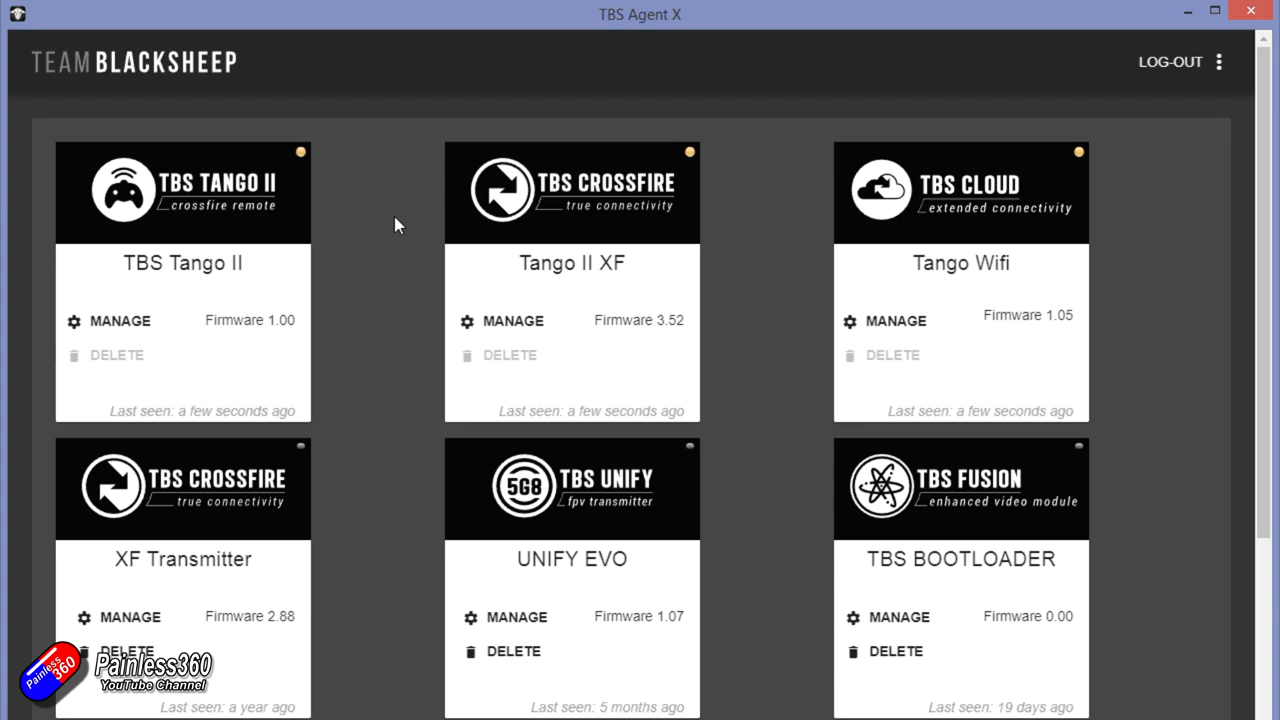 TBS Agent X
TEAM BLACKSHEEP
LOG-OUT
TBS TANGO II
crossfire remote
TBS Tango II
MANAGE Firmware 1.00
DELETE
Last seen: a few seconds ago
TBS CROSSFIRE
true connectivity
Tango II XF
MANAGE Firmware 3.52
DELETE
Last seen: a few seconds ago
TBS CLOUD
extended connectivity
Tango Wifi
MANAGE Firmware 1.05
DELETE
Last seen: a few seconds ago
TBS CROSSFIRE
true connectivity
XF Transmitter
MANAGE Firmware 2.88
DELETE
Last seen: a year ago
5G8
TBS UNIFY
fpv transmitter
UNIFY EVO
MANAGE Firmware 1.07
DELETE
Last seen: 5 months ago
TBS FUSION
enhanced video module
TBS BOOTLOADER
MANAGE Firmware 0.00
DELETE
Last seen: 19 days ago
Painless 360
Painless360
YouTube Channel